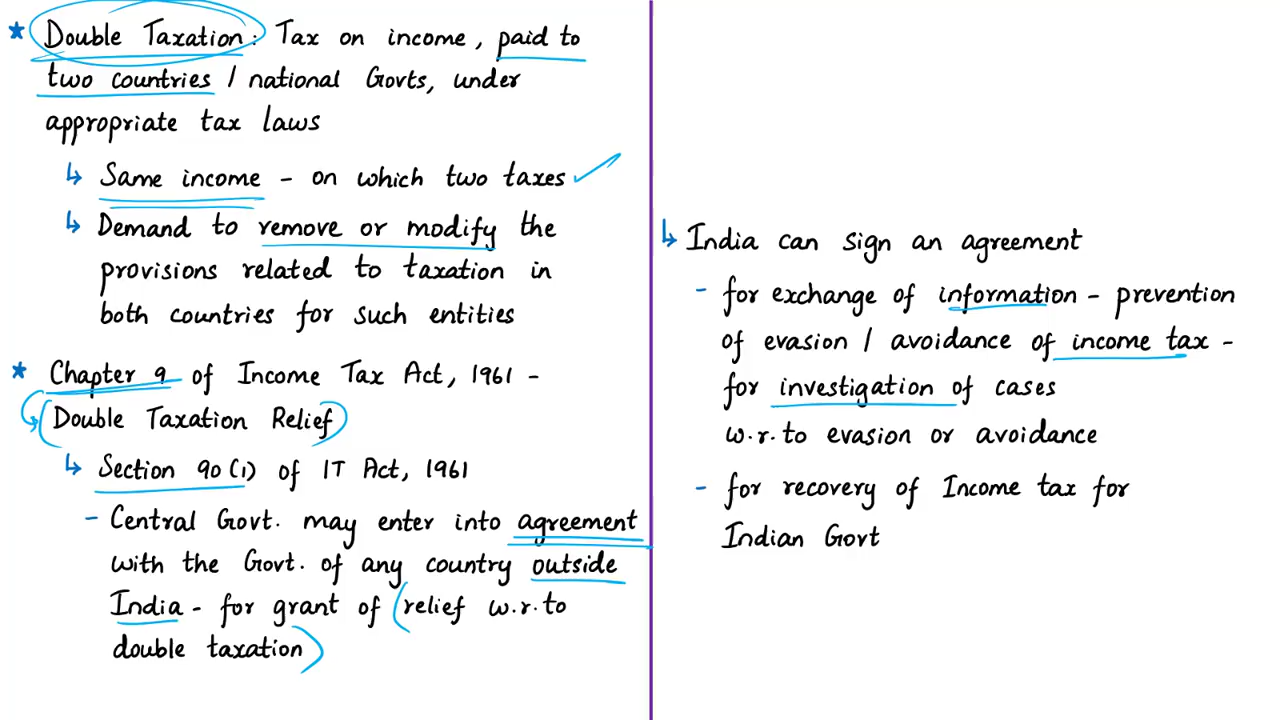 * Double Taxation: Tax on income, paid to
two countries / national Govts, under
appropriate tax laws
↳ Same income - on which two taxes
↳ Demand to remove or modify the
provisions related to taxation in
both countries for such entities
* Chapter 9 of Income Tax Act, 1961 -
(Double Taxation Relief)
↳ Section 90(1) of IT Act, 1961
- Central Govt. may enter into agreement
with the Govt. of any country outside
India - for grant of (relief w.r.to
double taxation)
↳ India can sign an agreement
- for exchange of information - prevention
of evasion / avoidance of income tax -
for investigation of cases
w.r.to evasion or avoidance
- for recovery of Income tax for
Indian Govt